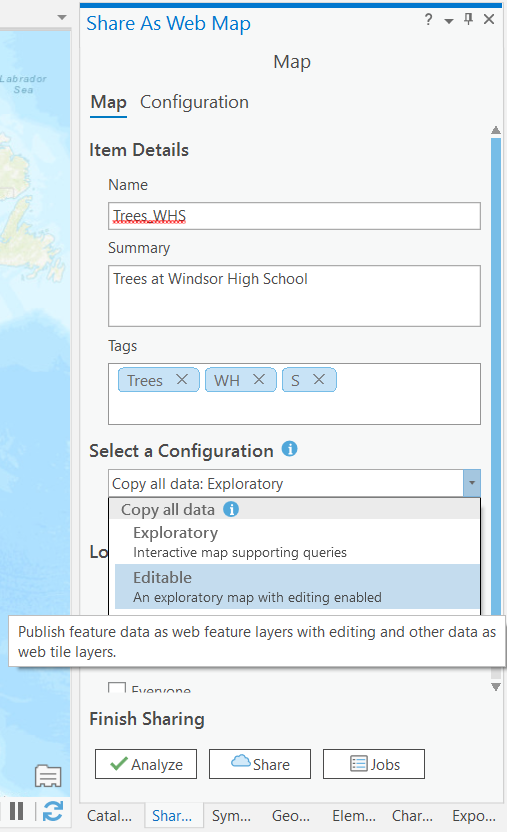 Share As Web Map
?
Map
Map Configuration
Item Details
Name
Trees_WHS
Summary
Trees at Windsor High School
Tags
Trees WH S
Select a Configuration
Copy all data: Exploratory
Copy all data
Exploratory
Interactive map supporting queries
Lo
Editable
An exploratory map with editing enabled
Publish feature data as web feature layers with editing and other data as
web tile layers.
Everyone
Finish Sharing
Analyze Share Jobs
Catal... Shar... Sym... Geo... Elem... Char... Expo...
Labrador
Sea